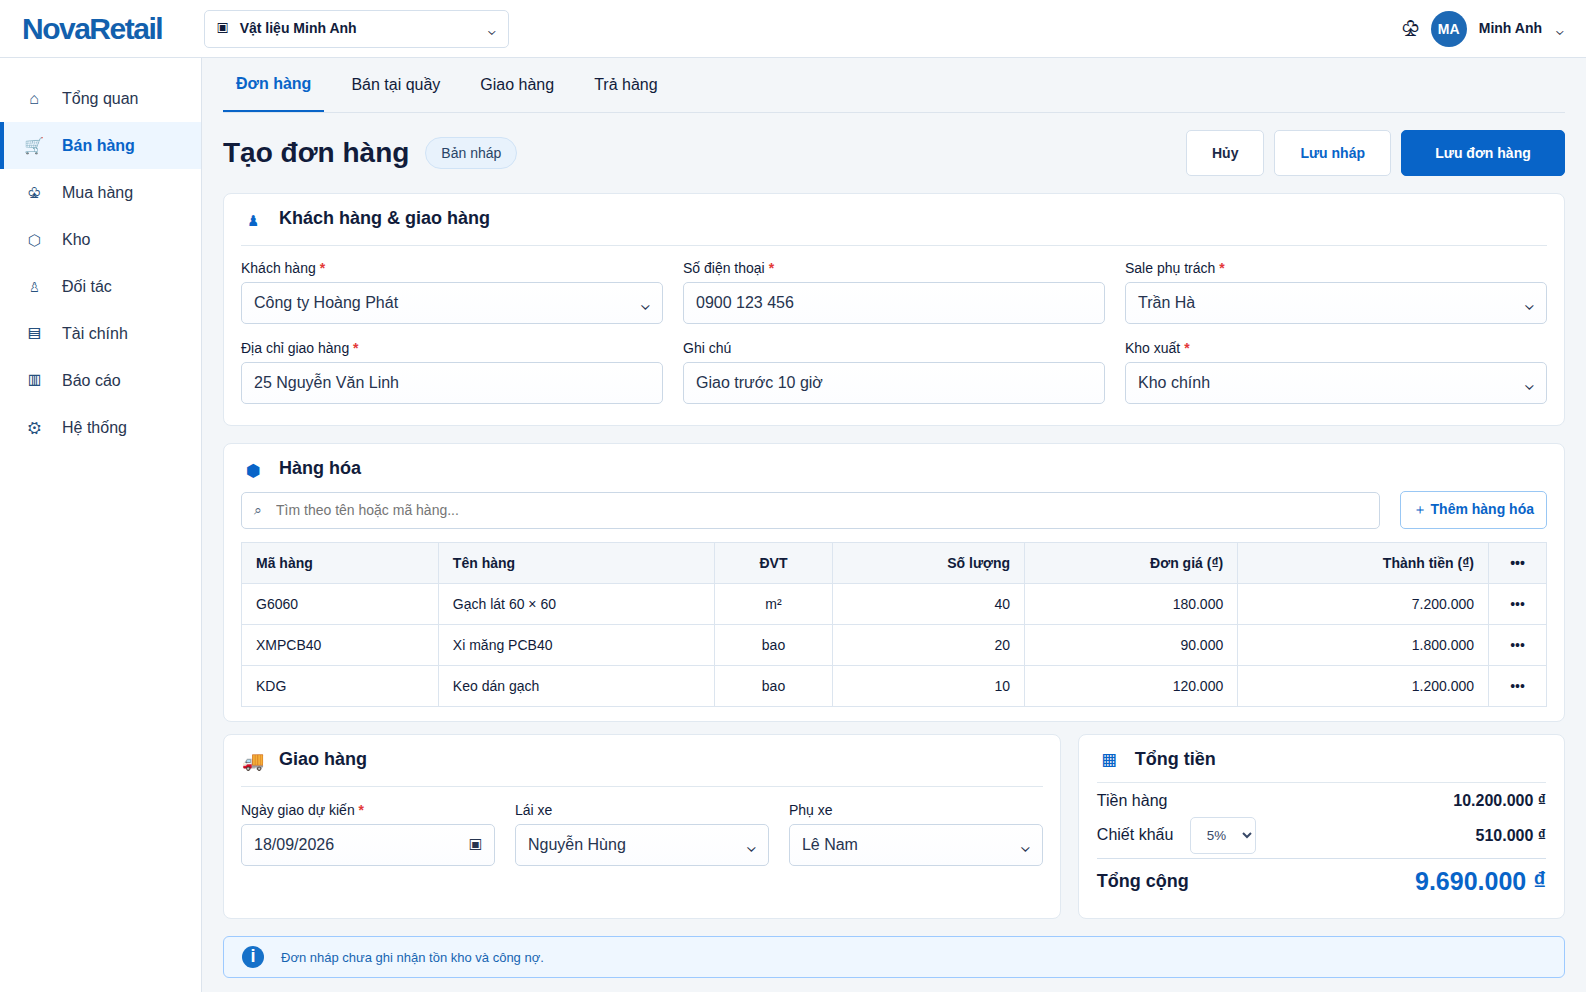 NovaRetail
Vật liệu Minh Anh
MA Minh Anh
Tổng quan
Bán hàng
Mua hàng
Kho
Đối tác
Tài chính
Báo cáo
Hệ thống
Đơn hàng Bán tại quầy Giao hàng Trả hàng
Tạo đơn hàng Bản nháp Hủy Lưu nháp Lưu đơn hàng
Khách hàng & giao hàng
Khách hàng * Số điện thoại * Sale phụ trách *
Công ty Hoàng Phát 0900 123 456 Trần Hà
Địa chỉ giao hàng * Ghi chú Kho xuất *
25 Nguyễn Văn Linh Giao trước 10 giờ Kho chính
Hàng hóa
Tìm theo tên hoặc mã hàng... + Thêm hàng hóa
Mã hàng Tên hàng ĐVT Số lượng Đơn giá (₫) Thành tiền (₫) •••
G6060 Gạch lát 60 × 60 m² 40 180.000 7.200.000 •••
XMPCB40 Xi măng PCB40 bao 20 90.000 1.800.000 •••
KDG Keo dán gạch bao 10 120.000 1.200.000 •••
Giao hàng
Ngày giao dự kiến * Lái xe Phụ xe
18/09/2026 Nguyễn Hùng Lê Nam
Tổng tiền
Tiền hàng 10.200.000 ₫
Chiết khấu 5% 510.000 ₫
Tổng cộng 9.690.000 ₫
i Đơn nháp chưa ghi nhận tồn kho và công nợ.